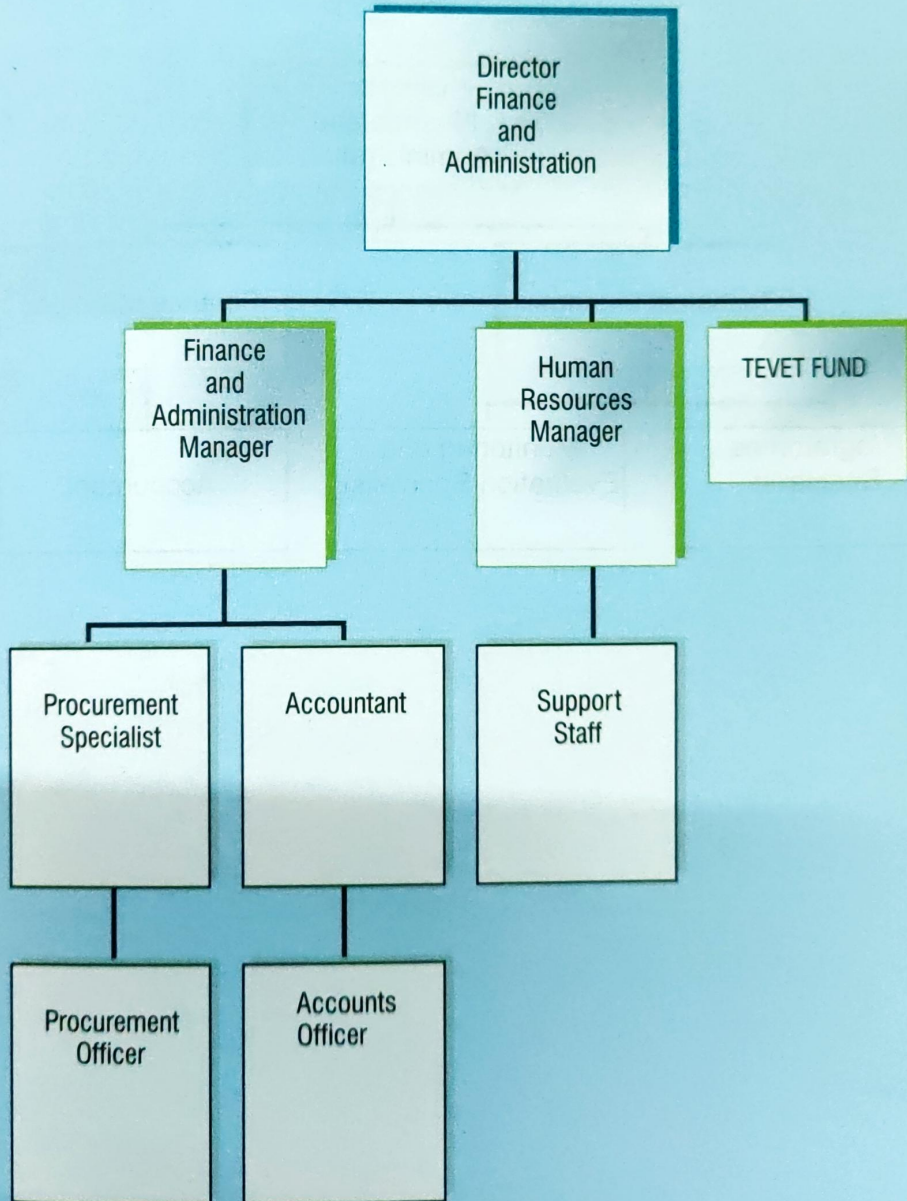 Director
Finance
and
Administration
Finance
and
Administration
Manager
Human
Resources
Manager
TEVET FUND
Procurement
Specialist
Accountant
Support
Staff
Procurement
Officer
Accounts
Officer